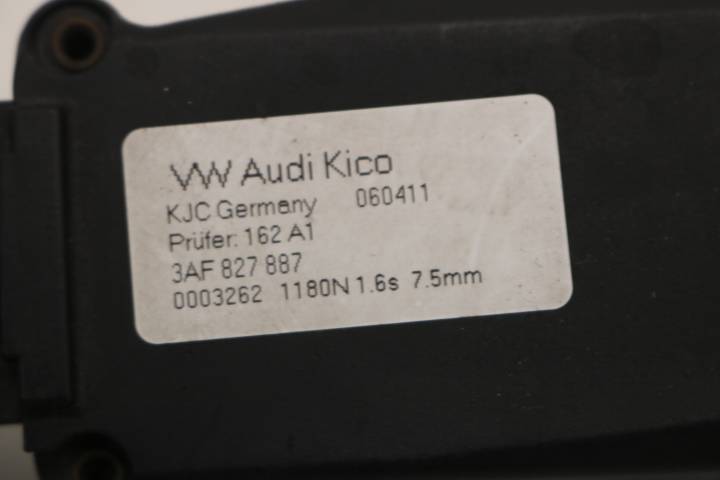 VW Audi Kico
KJC Germany 060411
Prüfer: 162 A1
3AF 827 887
0003262 1180N 1.6s 7.5mm